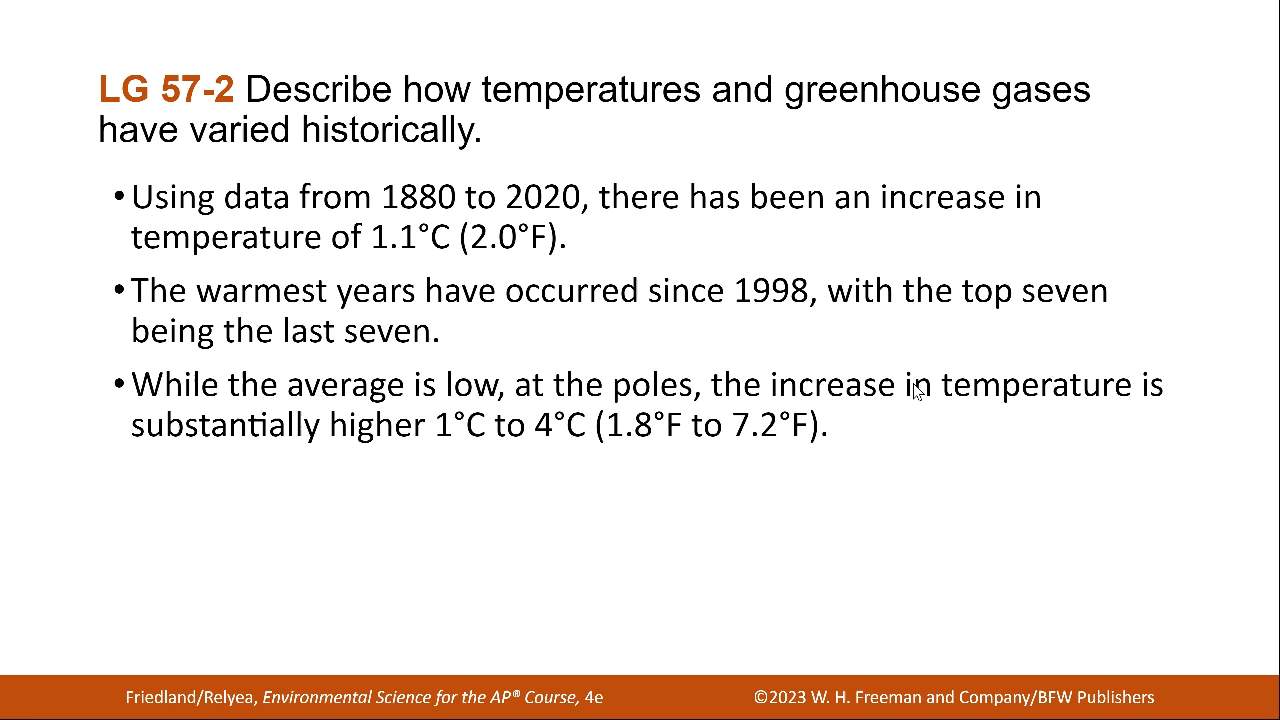 LG 57-2 Describe how temperatures and greenhouse gases
have varied historically.
•Using data from 1880 to 2020, there has been an increase in
temperature of 1.1°C (2.0°F).
•The warmest years have occurred since 1998, with the top seven
being the last seven.
•While the average is low, at the poles, the increase in temperature is
substantially higher 1°C to 4°C (1.8°F to 7.2°F).
Friedland/Relyea, Environmental Science for the AP® Course, 4e
©2023 W. H. Freeman and Company/BFW Publishers